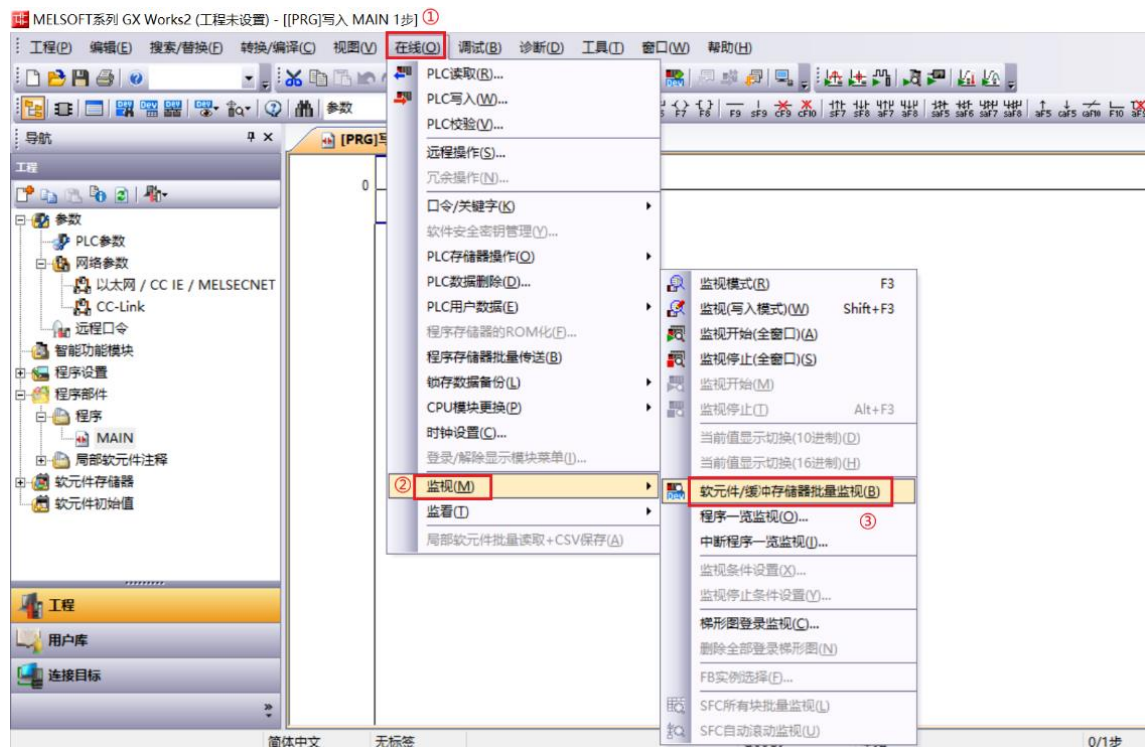 MELSOFT系列 GX Works2 (工程未设置) - [[PRG]写入 MAIN 1步] ①
工程(P) 编辑(E) 搜索/替换(F) 转换/编译(C) 视图(V) 在线(O) 调试(B) 诊断(D) 工具(T) 窗口(W) 帮助(H)
参数
导航
[PRG]写
工程
0
参数
PLC参数
网络参数
以太网 / CC IE / MELSECNET
CC-Link
远程口令
智能功能模块
程序设置
程序部件
程序
MAIN
局部软元件注释
软元件存储器
软元件初始值
工程
用户库
连接目标
PLC读取(R)...
PLC写入(W)...
PLC校验(V)...
远程操作(S)...
冗余操作(N)...
口令/关键字(K)
软件安全密钥管理(Y)...
PLC存储器操作(O)
PLC数据删除(D)...
PLC用户数据(E)
程序存储器的ROM化(F)...
程序存储器批量传送(B)
锁存数据备份(L)
CPU模块更换(P)
时钟设置(C)...
登录/解除显示模块菜单(I)...
② 监视(M)
监看(T)
局部软元件批量读取+CSV保存(A)
监视模式(R) F3
监视(写入模式)(W) Shift+F3
监视开始(全窗口)(A)
监视停止(全窗口)(S)
监视开始(M)
监视停止(T) Alt+F3
当前值显示切换(10进制)(D)
当前值显示切换(16进制)(H)
软元件/缓冲存储器批量监视(B)
程序一览监视(O)...
③
中断程序一览监视(J)...
监视条件设置(X)...
监视停止条件设置(Y)...
梯形图登录监视(C)...
删除全部登录梯形图(N)
FB实例选择(F)...
SFC所有块批量监视(L)
SFC自动滚动监视(U)
简体中文 无标签 0/1步